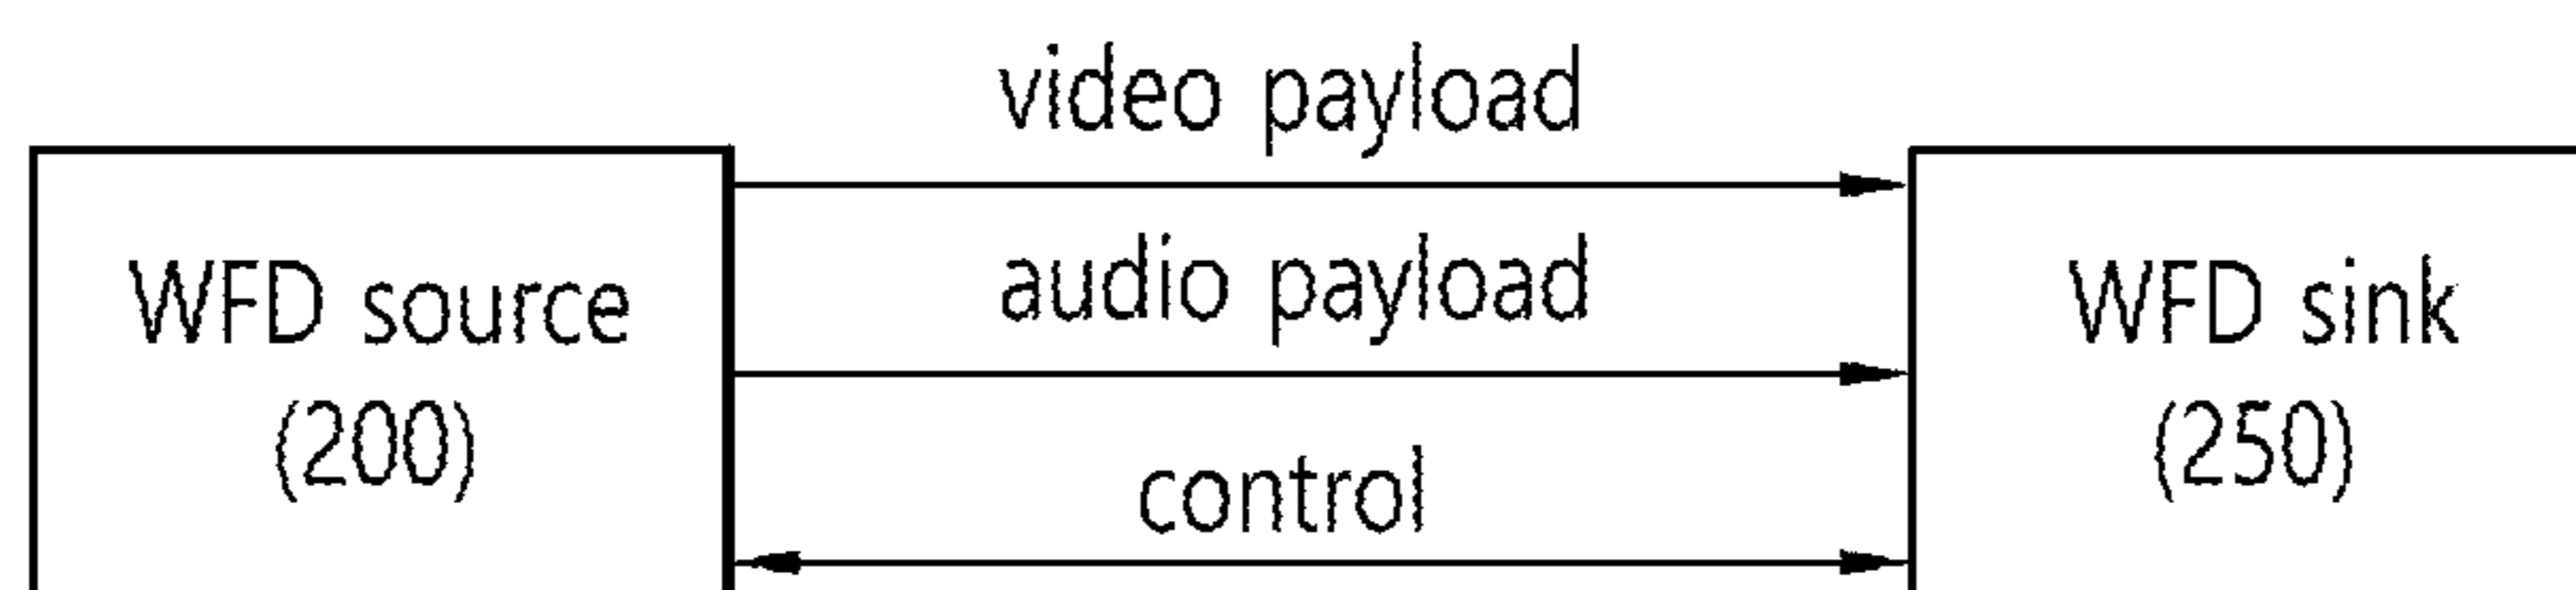 video payload
audio payload
WFD source
(200)
WFD sink
(250)
control